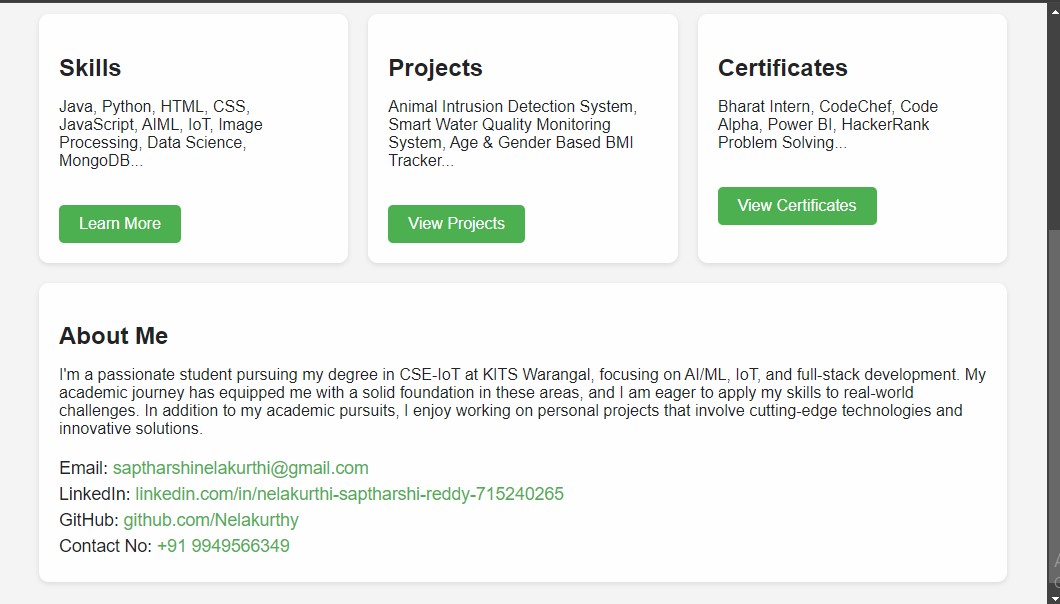 Skills
Java, Python, HTML, CSS,
JavaScript, AIML, IoT, Image
Processing, Data Science,
MongoDB...
Learn More
Projects
Animal Intrusion Detection System,
Smart Water Quality Monitoring
System, Age & Gender Based BMI
Tracker...
View Projects
Certificates
Bharat Intern, CodeChef, Code
Alpha, Power BI, HackerRank
Problem Solving...
View Certificates
About Me
I'm a passionate student pursuing my degree in CSE-IoT at KITS Warangal, focusing on AI/ML, IoT, and full-stack development. My
academic journey has equipped me with a solid foundation in these areas, and I am eager to apply my skills to real-world
challenges. In addition to my academic pursuits, I enjoy working on personal projects that involve cutting-edge technologies and
innovative solutions.
Email: saptharshinelakurthi@gmail.com
LinkedIn: linkedin.com/in/nelakurthi-saptharshi-reddy-715240265
GitHub: github.com/Nelakurthy
Contact No: +91 9949566349